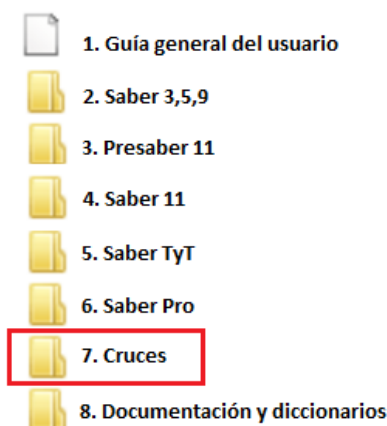 1. Guía general del usuario
2. Saber 3,5,9
3. Presaber 11
4. Saber 11
5. Saber TyT
6. Saber Pro
7. Cruces
8. Documentación y diccionarios